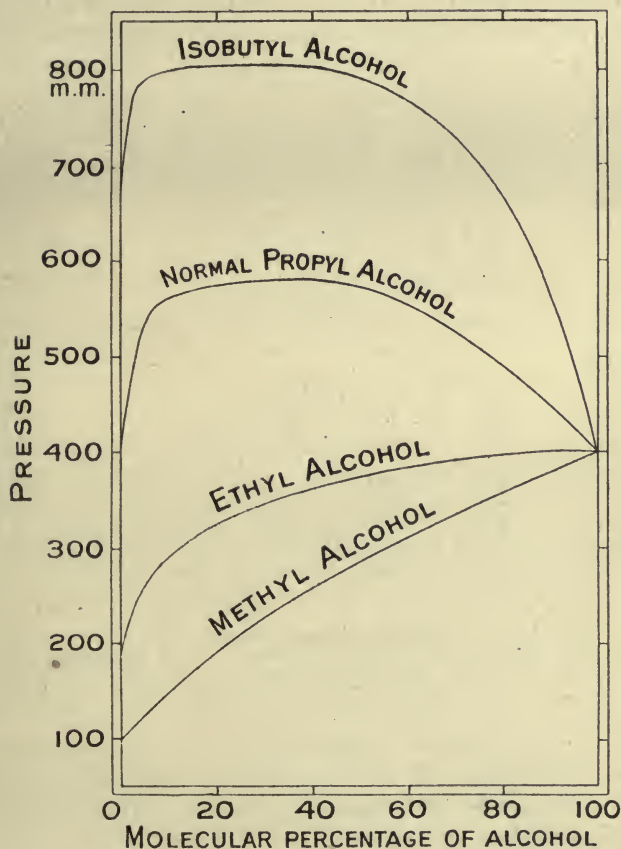 ISOBUTYL ALCOHOL
NORMAL PROPYL ALCOHOL
ETHYL ALCOHOL
METHYL ALCOHOL
PRESSURE
800
m.m.
700
600
500
400
300
200
100
0 20 40 60 80 100
MOLECULAR PERCENTAGE OF ALCOHOL